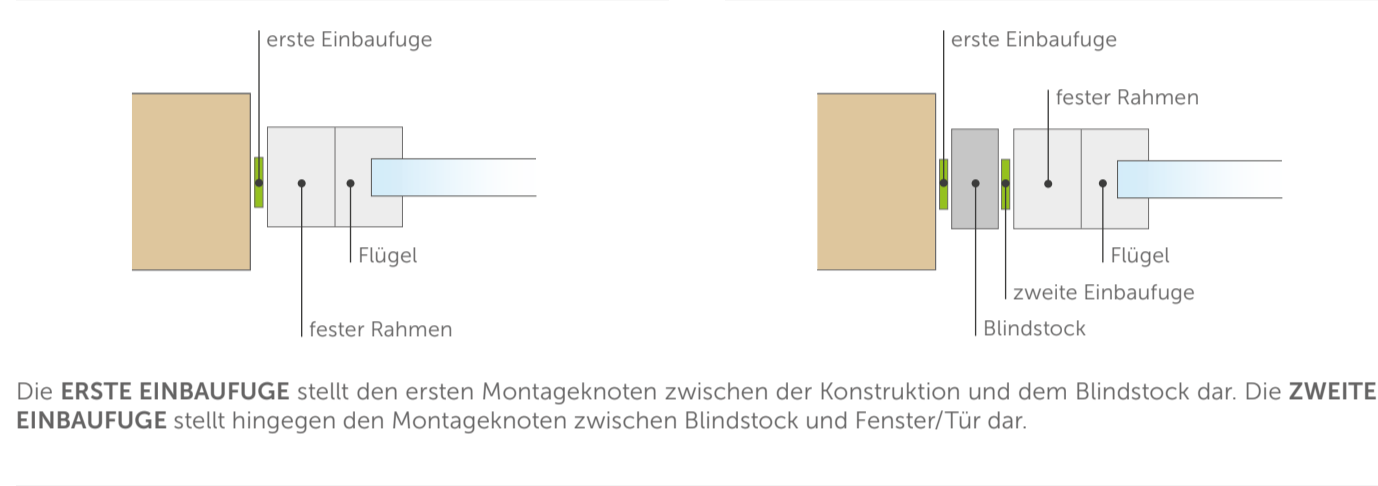 erste Einbaufuge
Flügel
fester Rahmen
erste Einbaufuge
fester Rahmen
Flügel
zweite Einbaufuge
Blindstock
Die ERSTE EINBAUFUGE stellt den ersten Montageknoten zwischen der Konstruktion und dem Blindstock dar. Die ZWEITE
EINBAUFUGE stellt hingegen den Montageknoten zwischen Blindstock und Fenster/Tür dar.